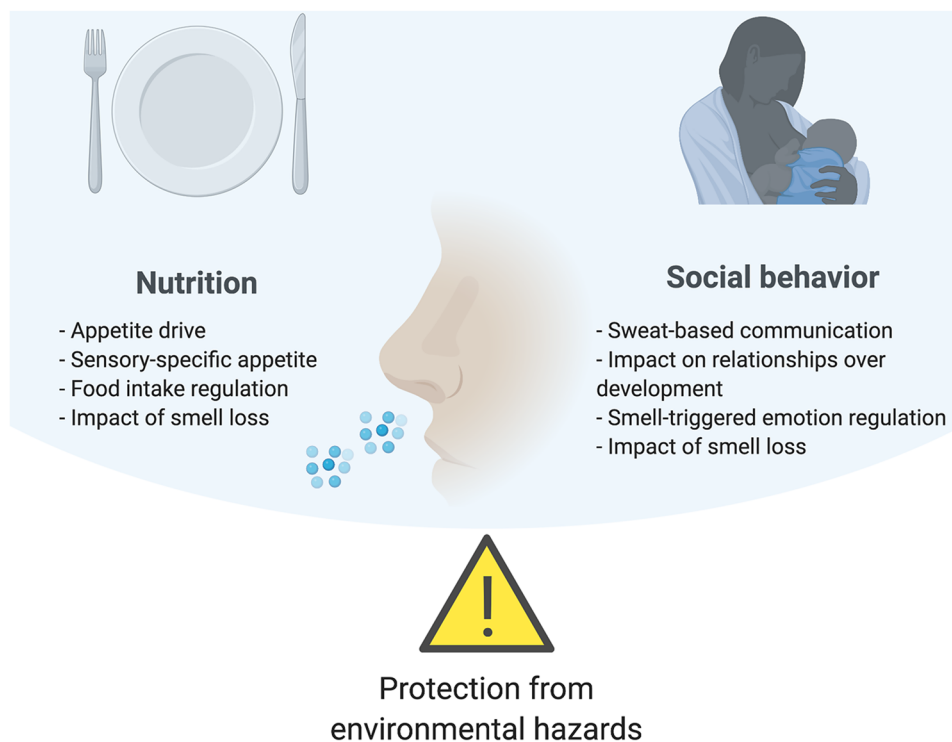 Nutrition
- Appetite drive
- Sensory-specific appetite
- Food intake regulation
- Impact of smell loss
Social behavior
- Sweat-based communication
- Impact on relationships over
development
- Smell-triggered emotion regulation
- Impact of smell loss
!
Protection from
environmental hazards